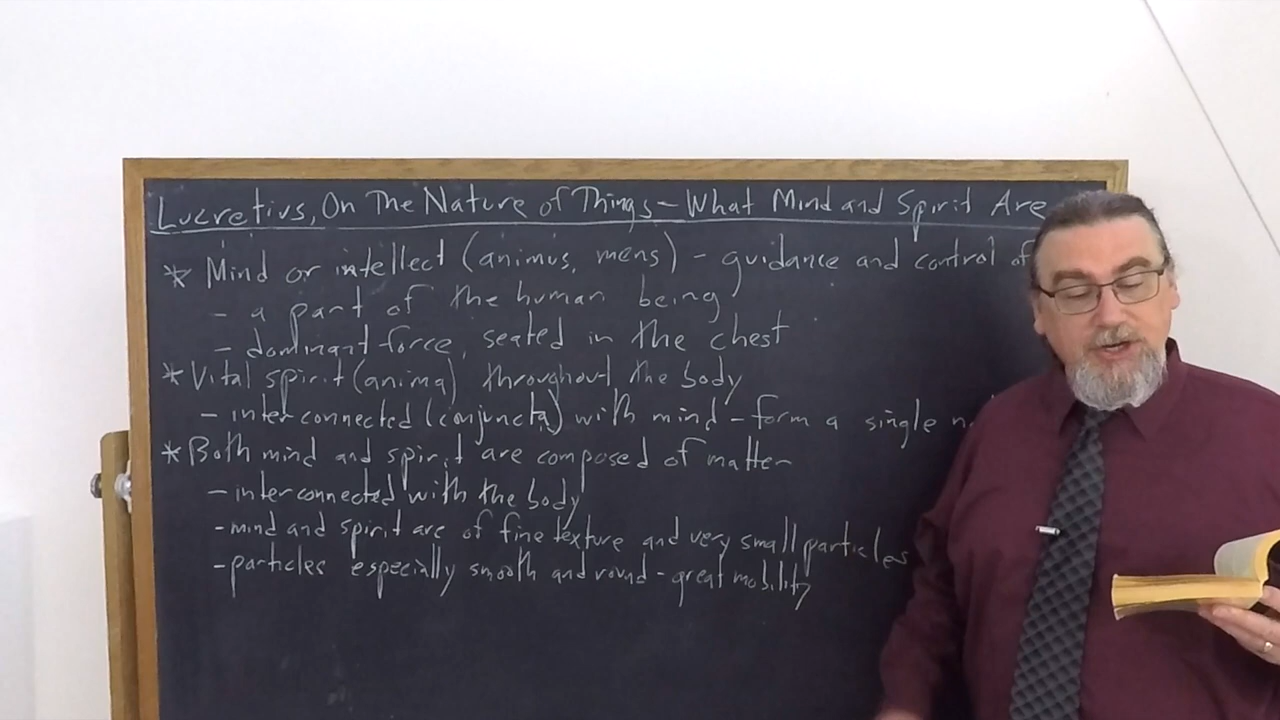 Lucretius, On The Nature of Things - What Mind and Spirit Are
* Mind or intellect (animus, mens) - guidance and control of
- a part of the human being
- dominant force, seated in the chest
* Vital spirit (anima) throughout the body
- interconnected (conjuncta) with mind - form a single
* Both mind and spirit are composed of matter
- interconnected with the body
- mind and spirit are of fine texture and very small particles
- particles especially smooth and round - great mobility